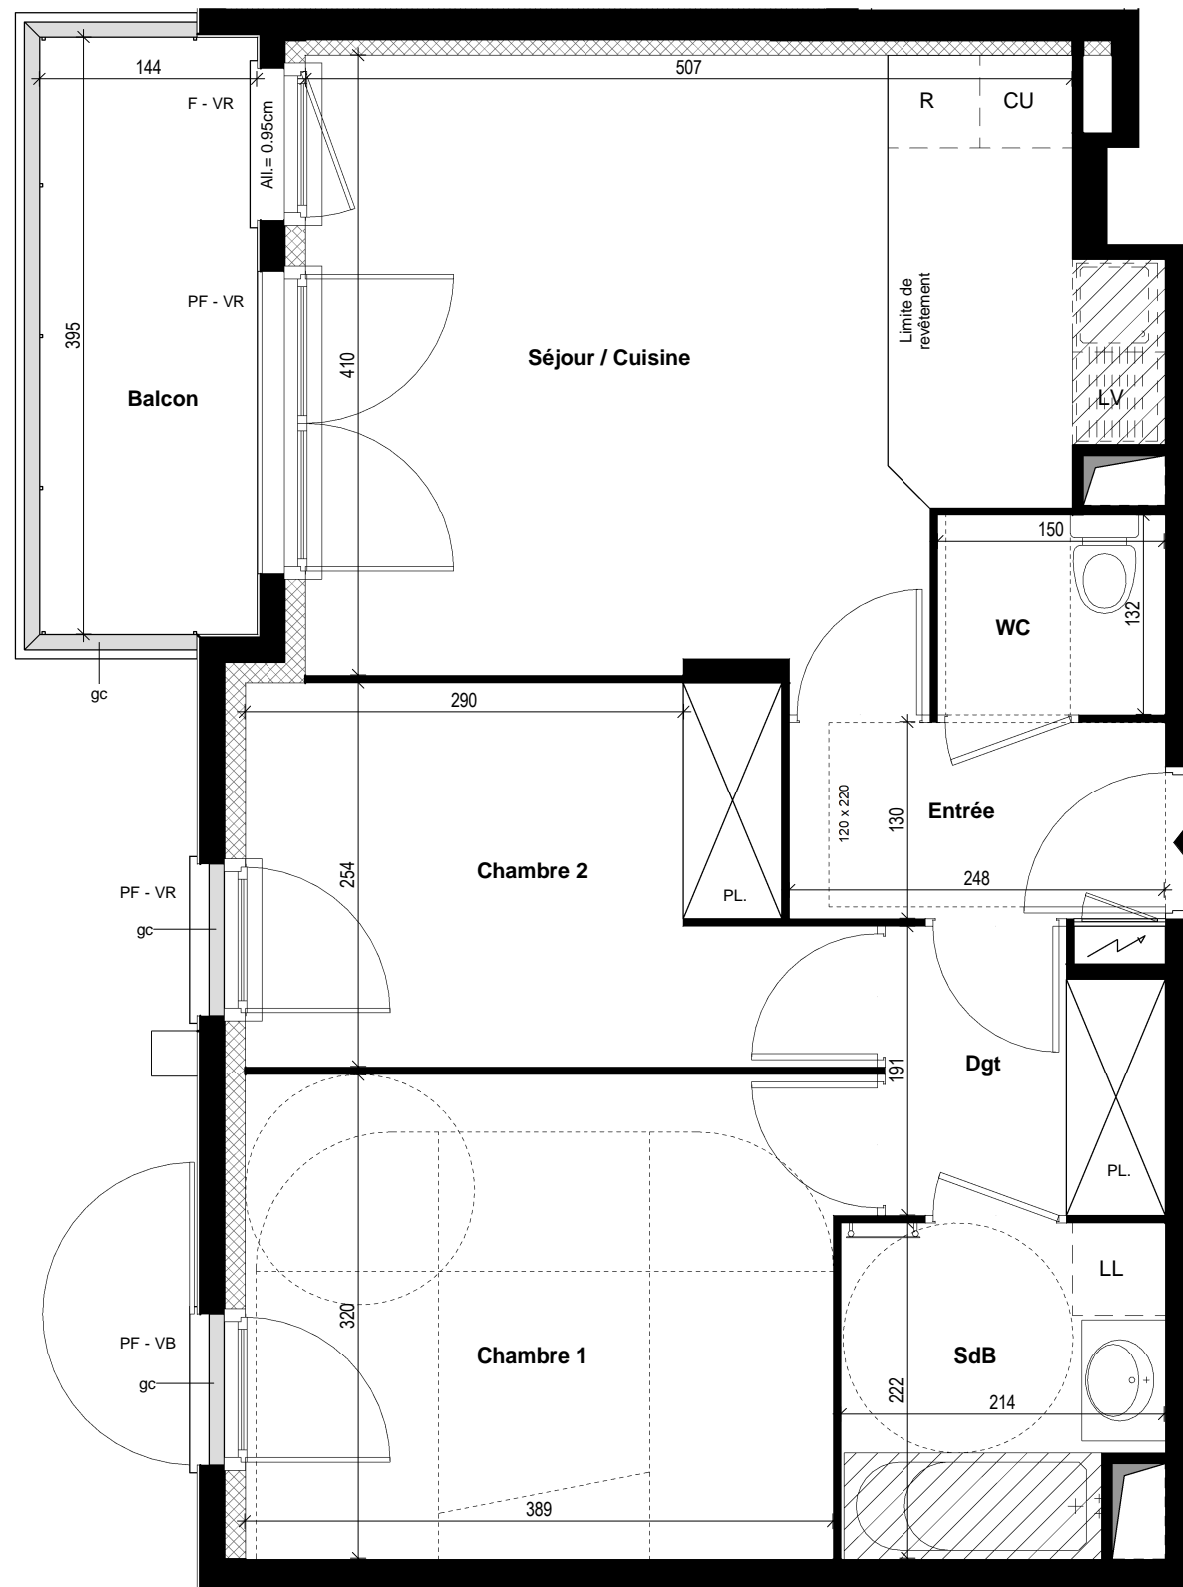 144
507
F - VR
All.= 0.95cm
R
CU
PF - VR
395
410
Limite de
revêtement
Séjour / Cuisine
Balcon
LV
150
132
WC
gc
290
120 x 220
130
Entrée
254
Chambre 2
248
PF - VR
PL.
gc
191
Dgt
PL.
LL
320
PF - VB
Chambre 1
SdB
gc
222
214
389